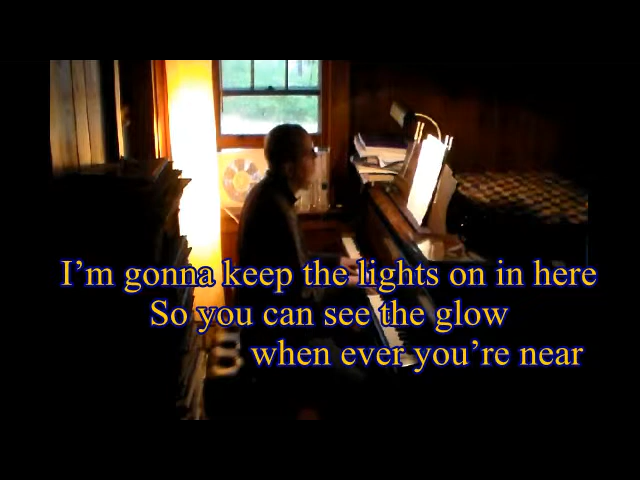 I’m gonna keep the lights on in here
So you can see the glow
when ever you’re near